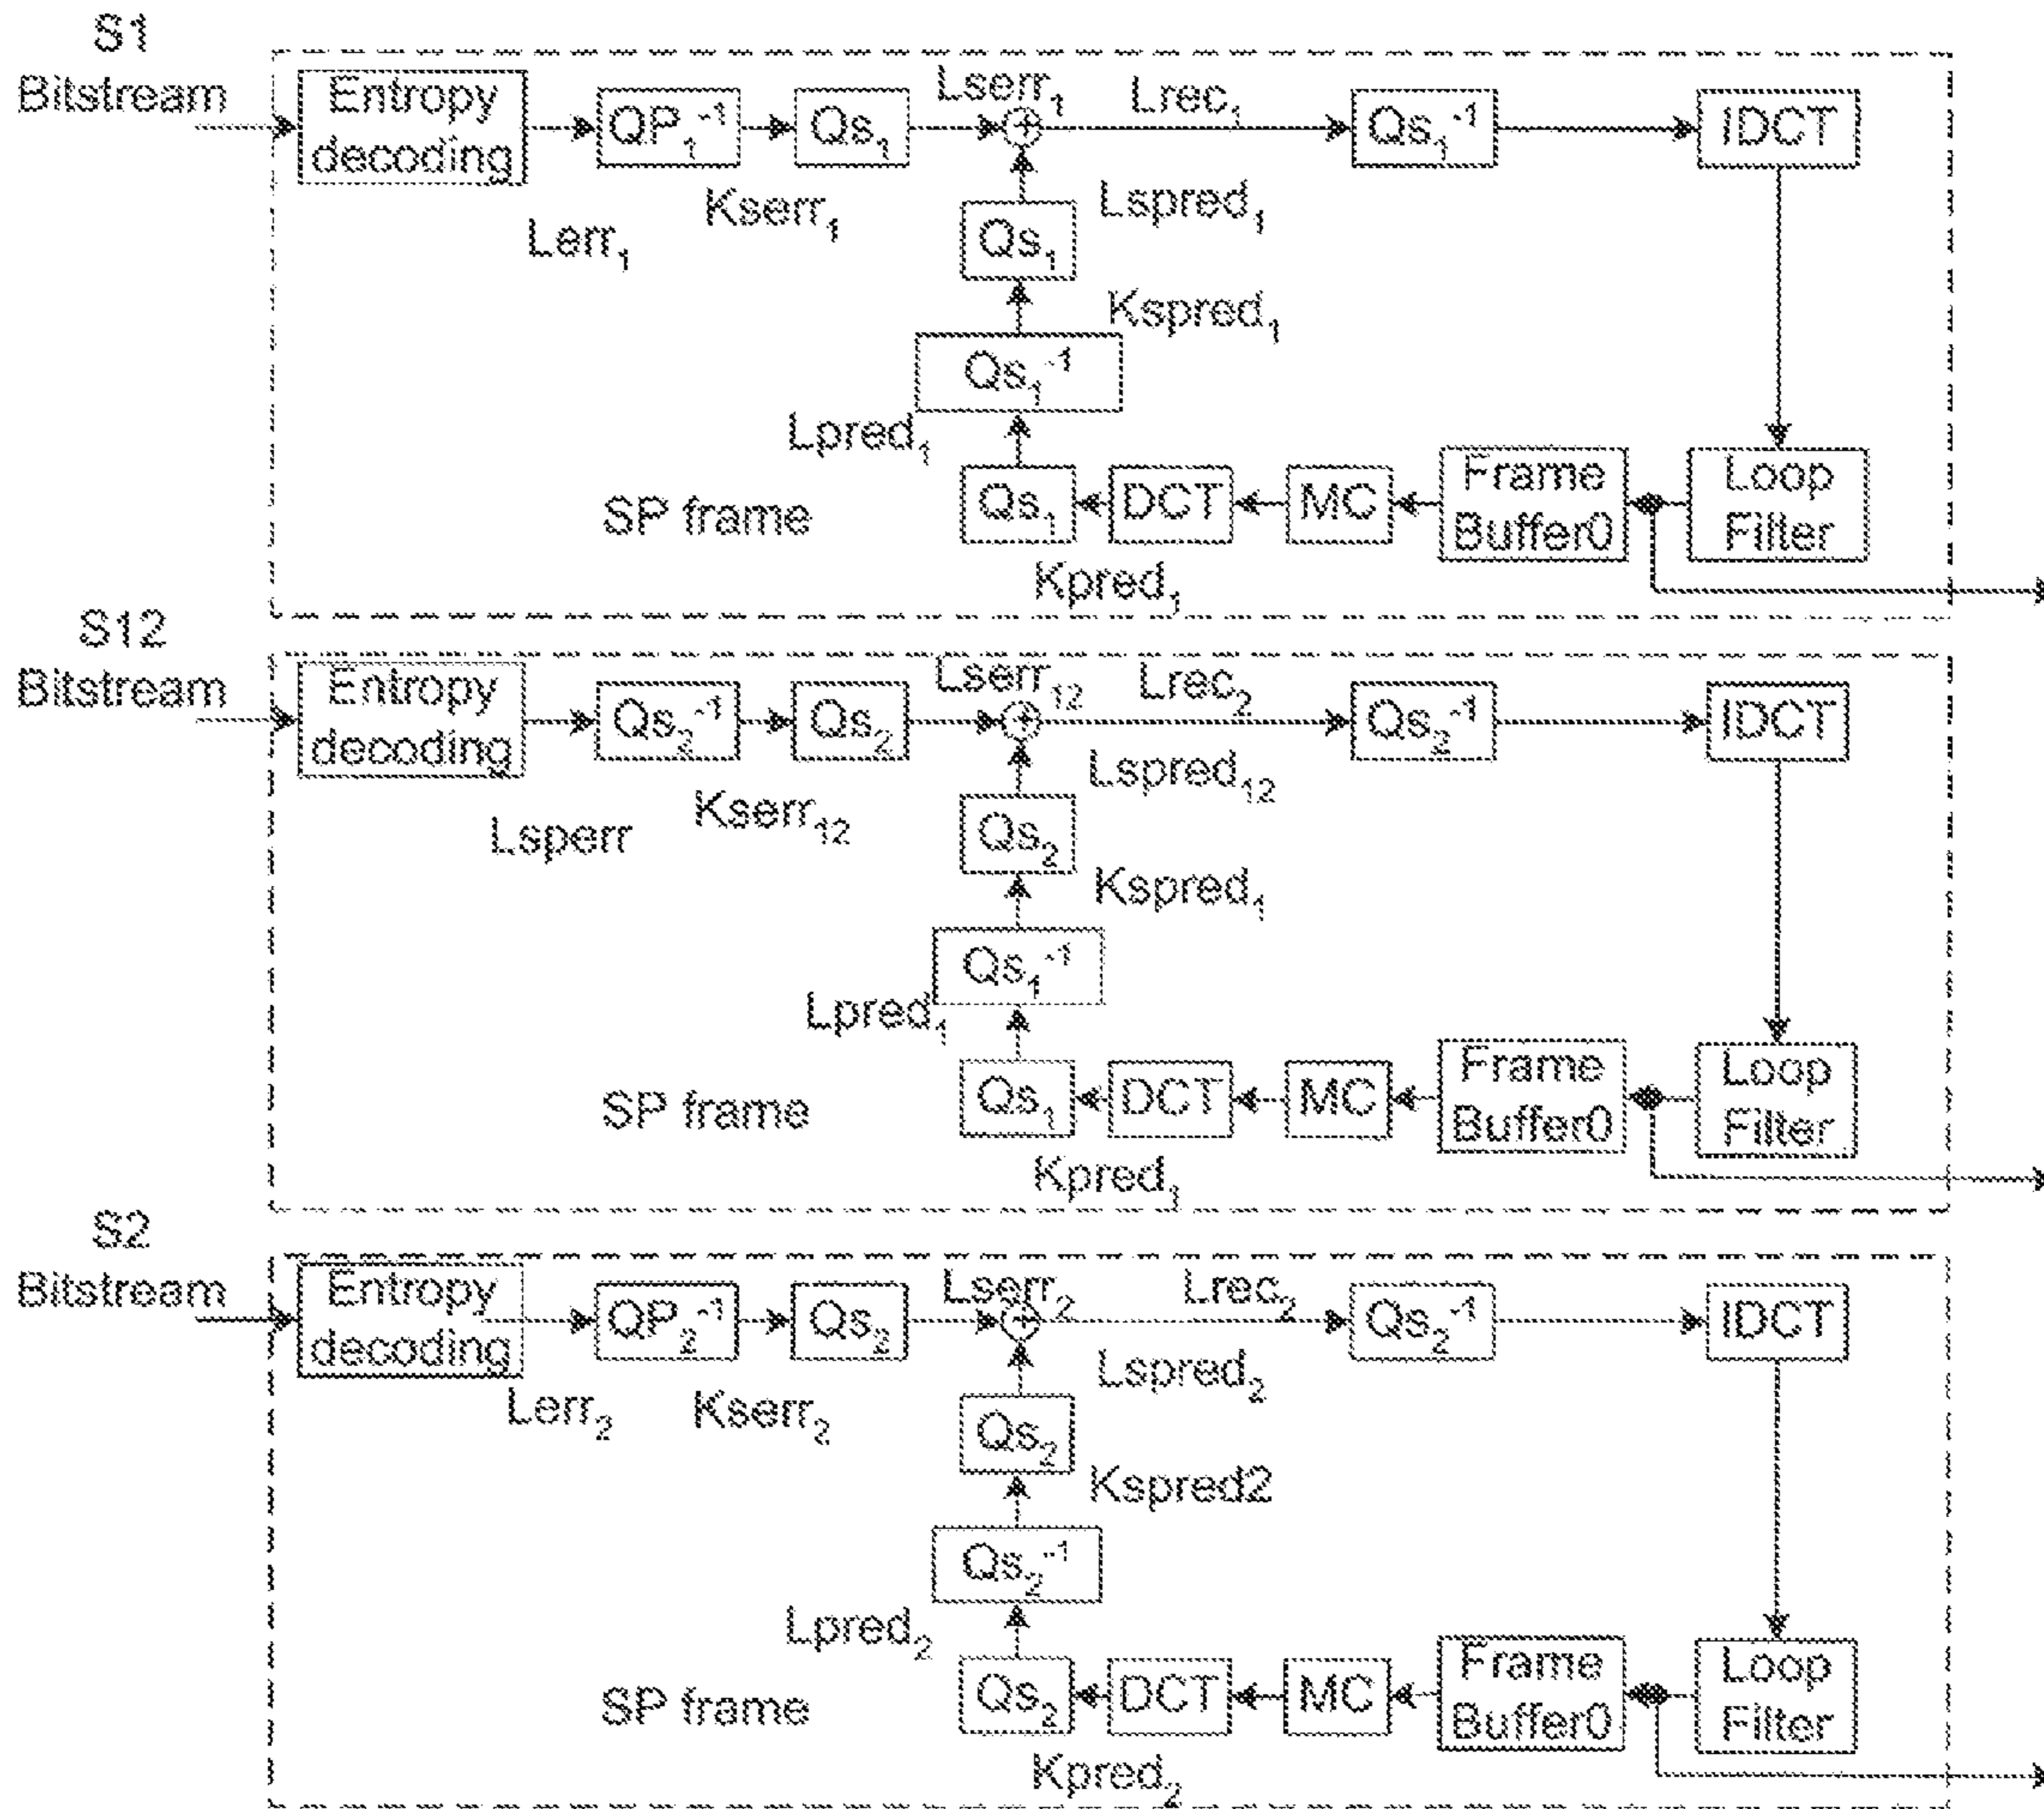 S1
Bitstream
Entropy
decoding
QP₁⁻¹
Qs₁
Lserr₁
Lrec₁
Qs₁⁻¹
IDCT
Lerr₁
Kserr₁
Lspred₁
Qs₁
Kspred₁
Qs₁⁻¹
Lpred₁
SP frame
Qs₁
DCT
MC
Frame
Buffer0
Loop
Filter
Kpred₁
S12
Bitstream
Entropy
decoding
Qs₂⁻¹
Qs₂
Lserr₁₂
Lrec₂
Qs₂⁻¹
IDCT
Lsperr
Kserr₁₂
Lspred₁₂
Qs₂
Kspred₁
Qs₁⁻¹
Lpred₁
SP frame
Qs₁
DCT
MC
Frame
Buffer0
Loop
Filter
Kpred₁
S2
Bitstream
Entropy
decoding
QP₂⁻¹
Qs₂
Lserr₂
Lrec₂
Qs₂⁻¹
IDCT
Lerr₂
Kserr₂
Lspred₂
Qs₂
Kspred2
Qs₂⁻¹
Lpred₂
SP frame
Qs₂
DCT
MC
Frame
Buffer0
Loop
Filter
Kpred₂